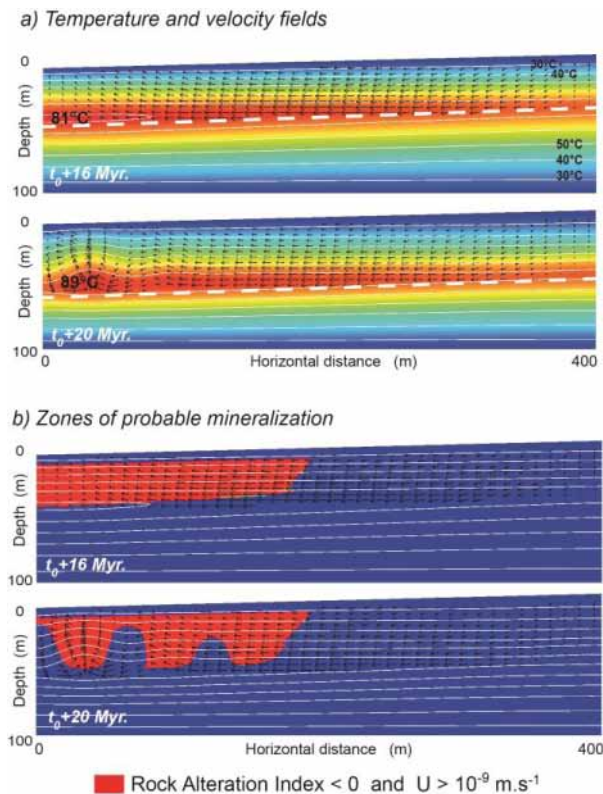 a) Temperature and velocity fields
0
30°C
40°C
Depth (m)
81°C
50°C
40°C
t0+16 Myr.
30°C
100
0
Depth (m)
89°C
t0+20 Myr.
100
0
Horizontal distance (m)
400
b) Zones of probable mineralization
0
Depth (m)
t0+16 Myr.
100
0
Depth (m)
t0+20 Myr.
100
0
Horizontal distance (m)
400
Rock Alteration Index < 0 and U > 10⁻⁹ m.s⁻¹